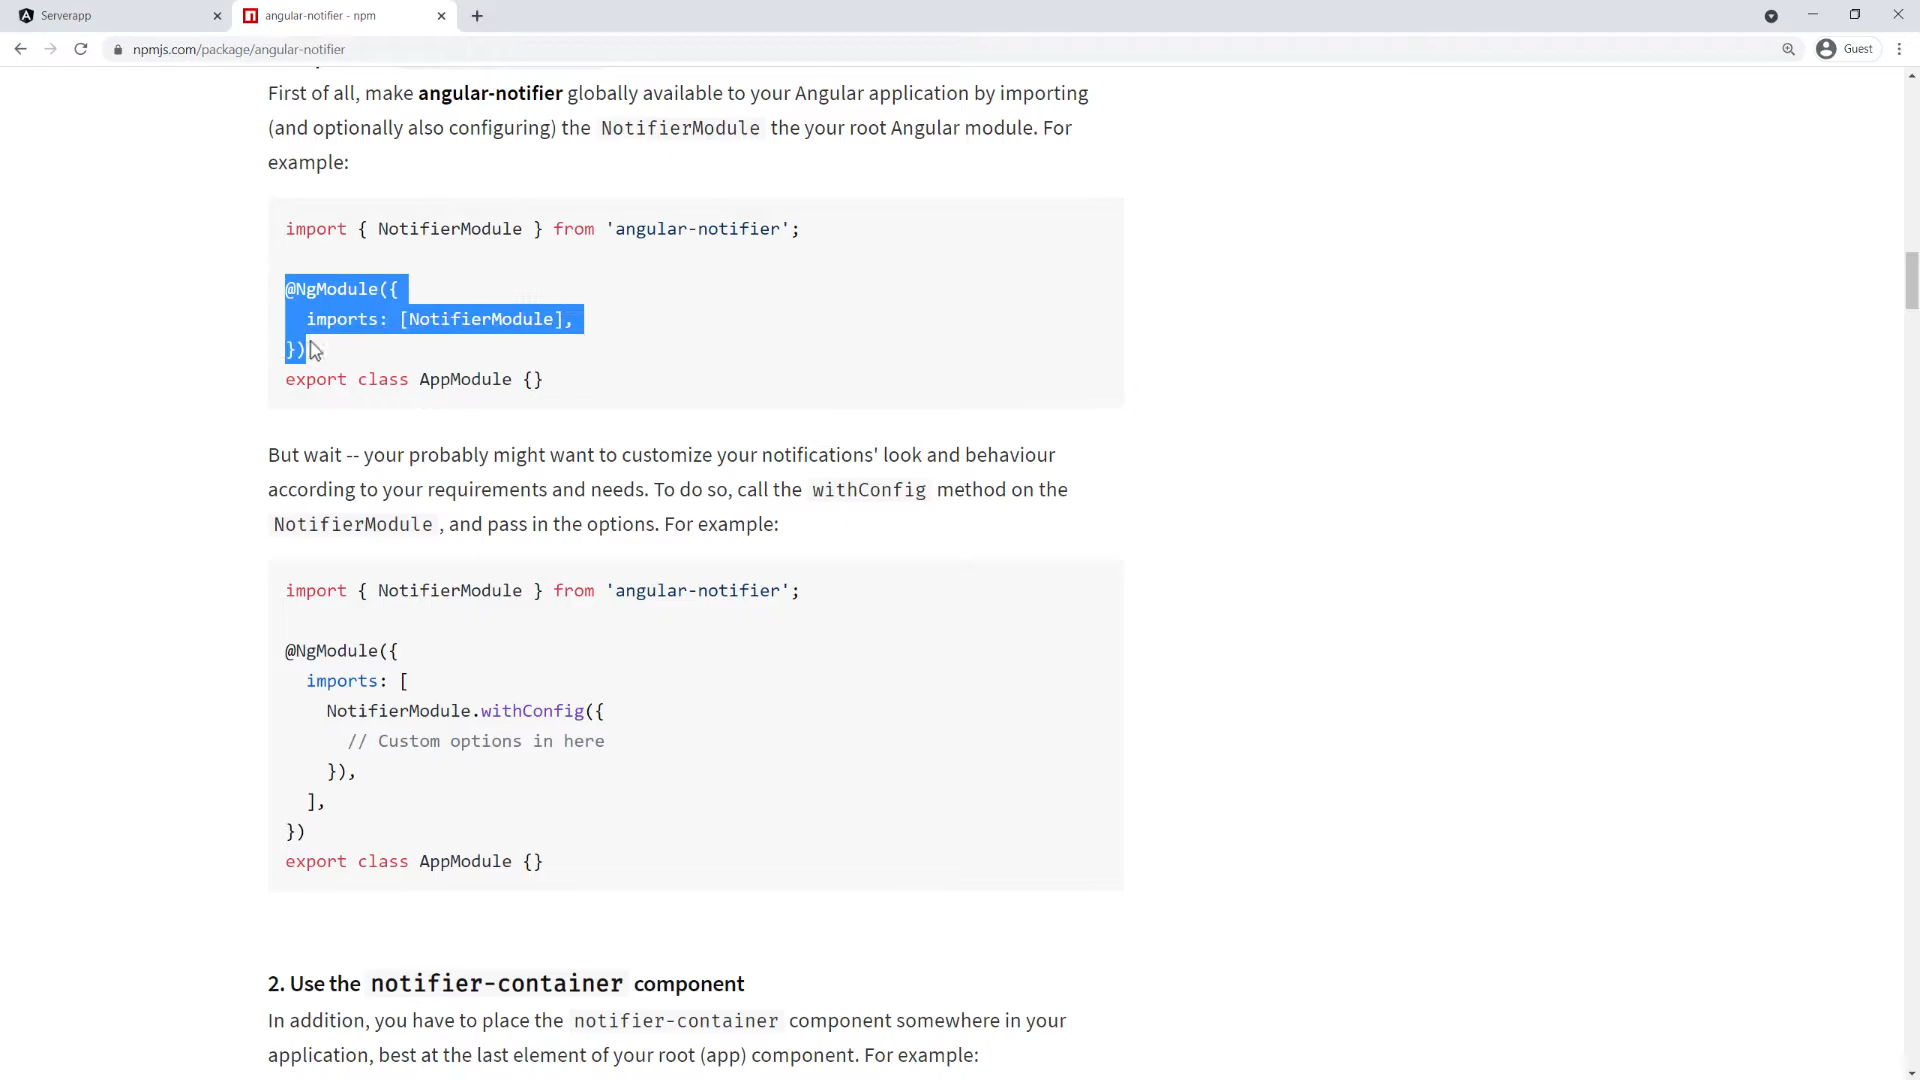 Serverapp
angular-notifier - npm
npmjs.com/package/angular-notifier
Guest
First of all, make angular-notifier globally available to your Angular application by importing
(and optionally also configuring) the NotifierModule the your root Angular module. For
example:
import { NotifierModule } from 'angular-notifier';
@NgModule({
imports: [NotifierModule],
})
export class AppModule {}
But wait -- your probably might want to customize your notifications' look and behaviour
according to your requirements and needs. To do so, call the withConfig method on the
NotifierModule, and pass in the options. For example:
import { NotifierModule } from 'angular-notifier';
@NgModule({
imports: [
NotifierModule.withConfig({
// Custom options in here
}),
],
})
export class AppModule {}
2. Use the notifier-container component
In addition, you have to place the notifier-container component somewhere in your
application, best at the last element of your root (app) component. For example: